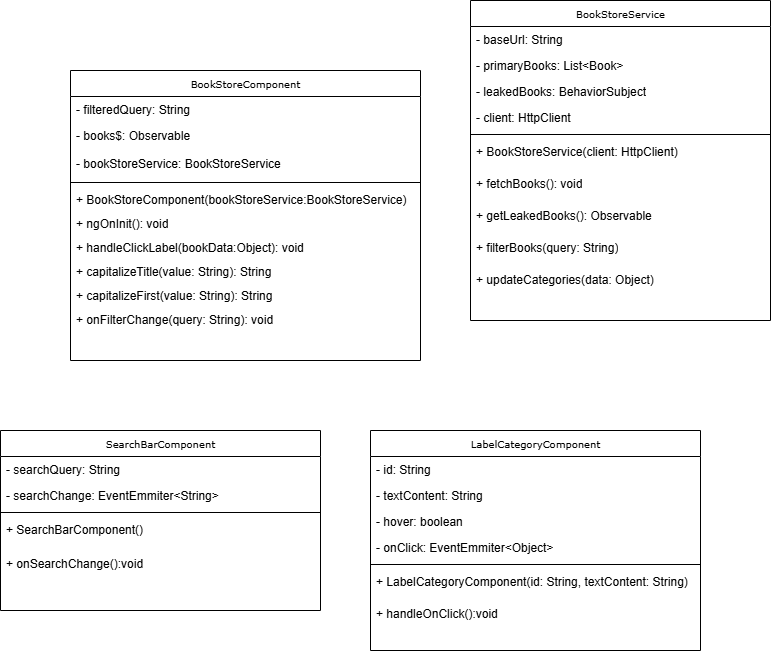 BookStoreComponent
- filteredQuery: String
- books$: Observable
- bookStoreService: BookStoreService
+ BookStoreComponent(bookStoreService:BookStoreService)
+ ngOnInit(): void
+ handleClickLabel(bookData:Object): void
+ capitalizeTitle(value: String): String
+ capitalizeFirst(value: String): String
+ onFilterChange(query: String): void
BookStoreService
- baseUrl: String
- primaryBooks: List<Book>
- leakedBooks: BehaviorSubject
- client: HttpClient
+ BookStoreService(client: HttpClient)
+ fetchBooks(): void
+ getLeakedBooks(): Observable
+ filterBooks(query: String)
+ updateCategories(data: Object)
SearchBarComponent
- searchQuery: String
- searchChange: EventEmmiter<String>
+ SearchBarComponent()
+ onSearchChange():void
LabelCategoryComponent
- id: String
- textContent: String
- hover: boolean
- onClick: EventEmmiter<Object>
+ LabelCategoryComponent(id: String, textContent: String)
+ handleOnClick():void